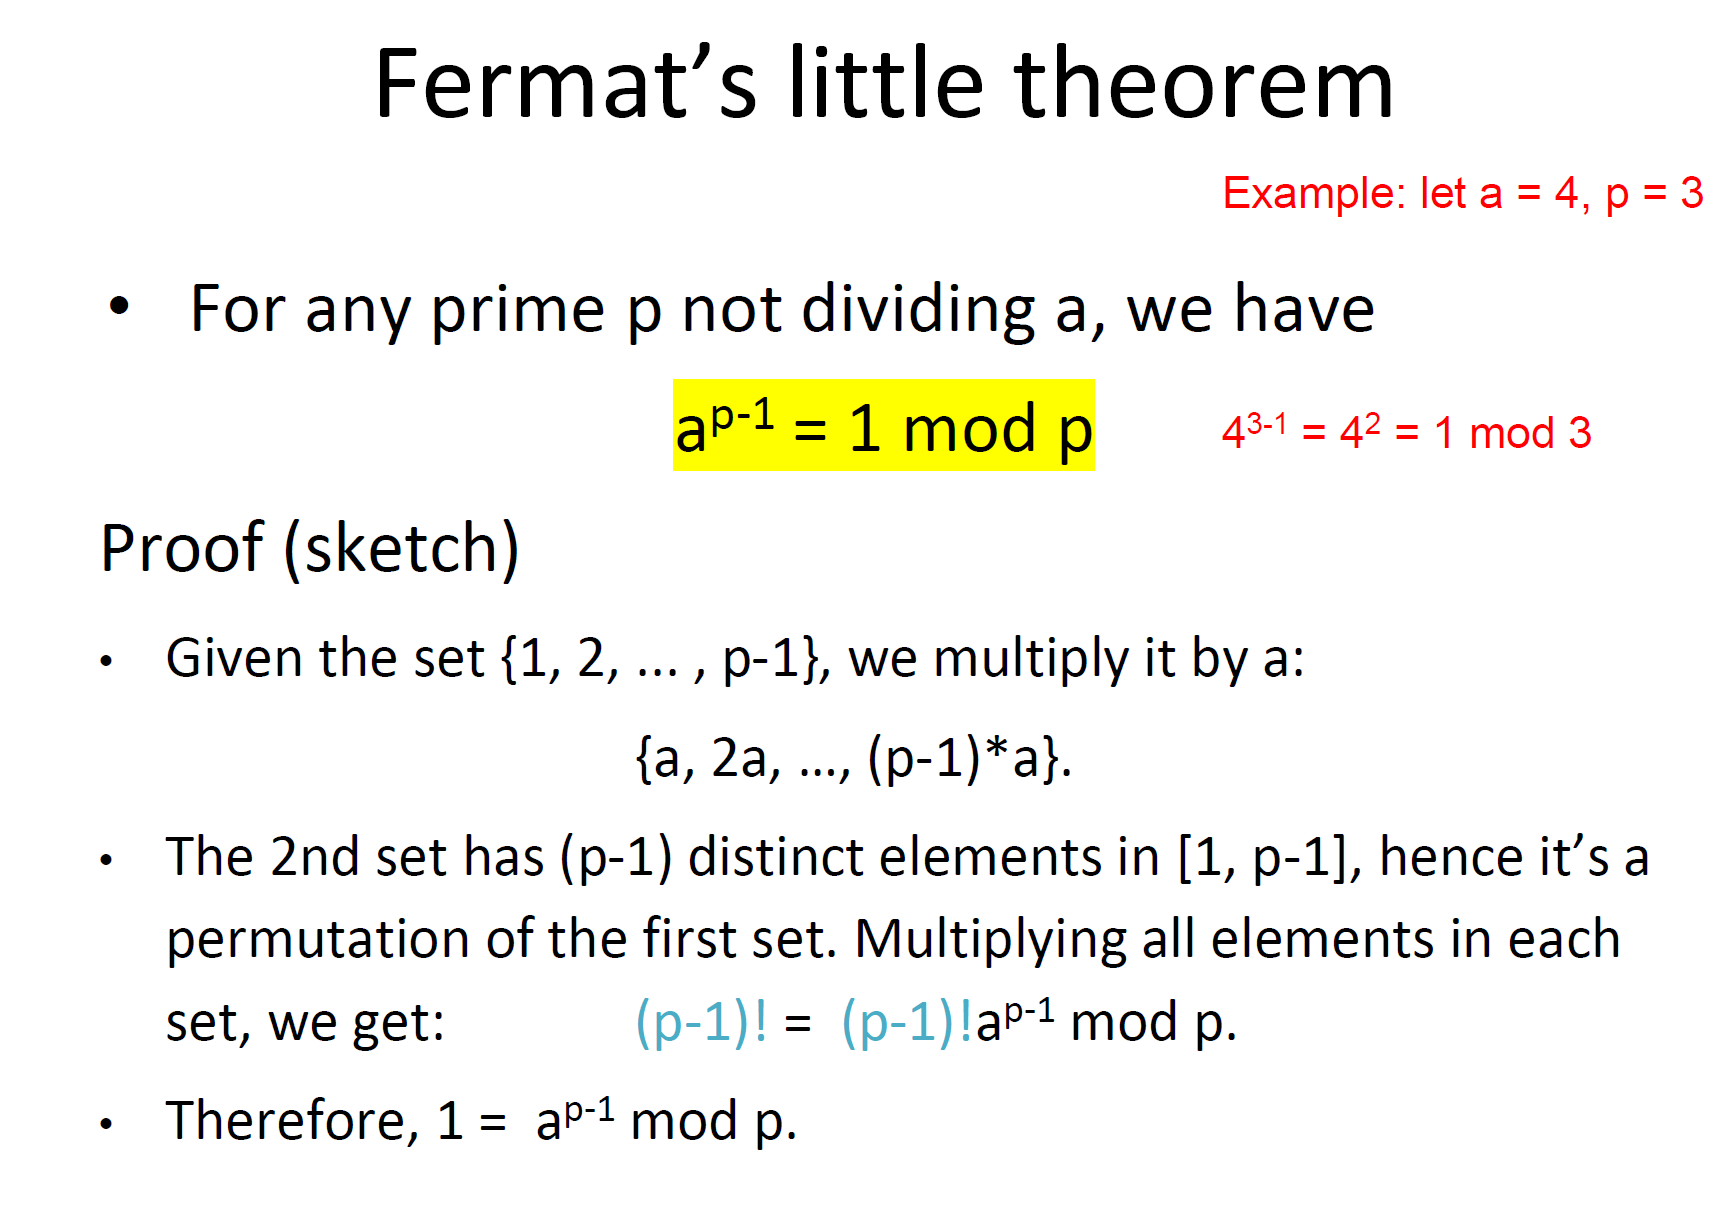 Fermat’s little theorem
Example: let a = 4, p = 3
• For any prime p not dividing a, we have
a^{p-1} = 1 mod p
4^{3-1} = 4^2 = 1 mod 3
Proof (sketch)
• Given the set {1, 2, ... , p-1}, we multiply it by a:
{a, 2a, …, (p-1)*a}.
• The 2nd set has (p-1) distinct elements in [1, p-1], hence it’s a
permutation of the first set. Multiplying all elements in each
set, we get: (p-1)! = (p-1)!a^{p-1} mod p.
• Therefore, 1 = a^{p-1} mod p.